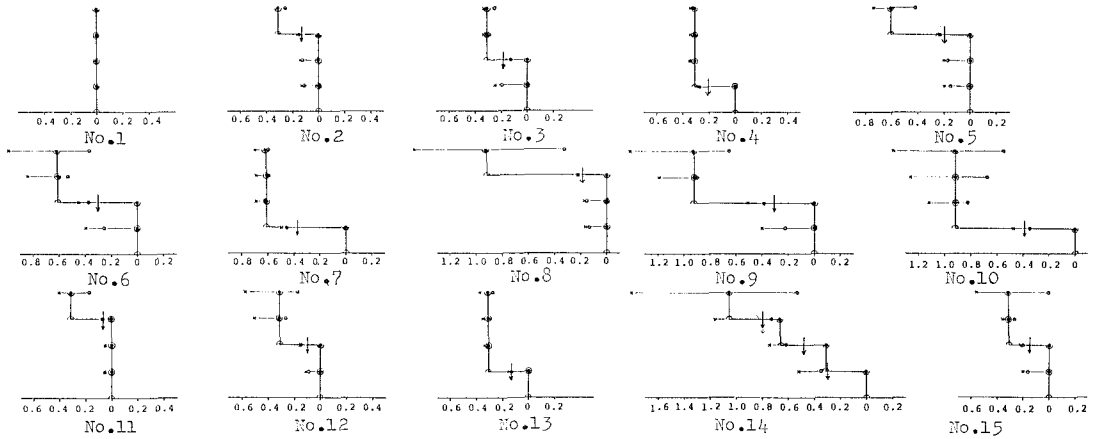 0.4 0.2 0 0.2 0.4
No.1
0.8 0.6 0.4 0.2 0 0.2 0.4
No.2
0.8 0.6 0.4 0.2 0 0.2 0.4
No.3
0.6 0.4 0.2 0 0.2 0.4
No.4
0.8 0.6 0.4 0.2 0 0.2
No.5
0.8 0.6 0.4 0.2 0
No.6
0.8 0.6 0.4 0.2 0 0.2
No.7
1.2 1.0 0.8 0.6 0.4 0.2 0
No.8
1.2 1.0 0.8 0.6 0.4 0.2 0 0.2
No.9
1.2 1.0 0.8 0.6 0.4 0.2 0
No.10
0.6 0.4 0.2 0 0.2 0.4
No.11
0.6 0.4 0.2 0 0.2 0.4
No.12
0.6 0.4 0.2 0 0.2
No.13
1.6 1.4 1.2 1.0 0.8 0.6 0.4 0.2 0 0.2
No.14
0.6 0.4 0.2 0 0.2
No.15